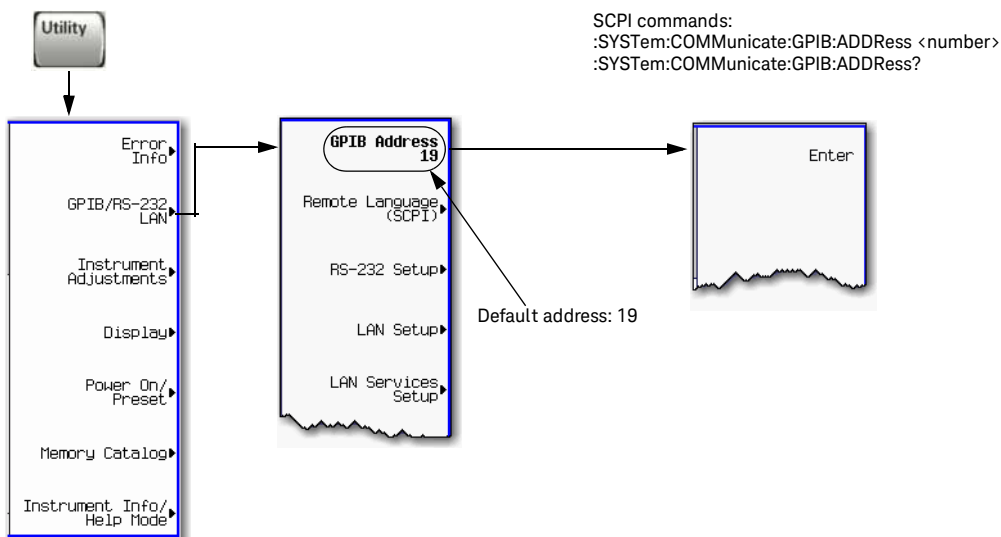 Utility
SCPI commands:
:SYSTem:COMMunicate:GPIB:ADDRess <number>
:SYSTem:COMMunicate:GPIB:ADDRess?
Error
Info
GPIB/RS-232
LAN
Instrument
Adjustments
Display
Power On/
Preset
Memory Catalog
Instrument Info/
Help Mode
GPIB Address
19
Remote Language
(SCPI)
RS-232 Setup
LAN Setup
LAN Services
Setup
Default address: 19
Enter